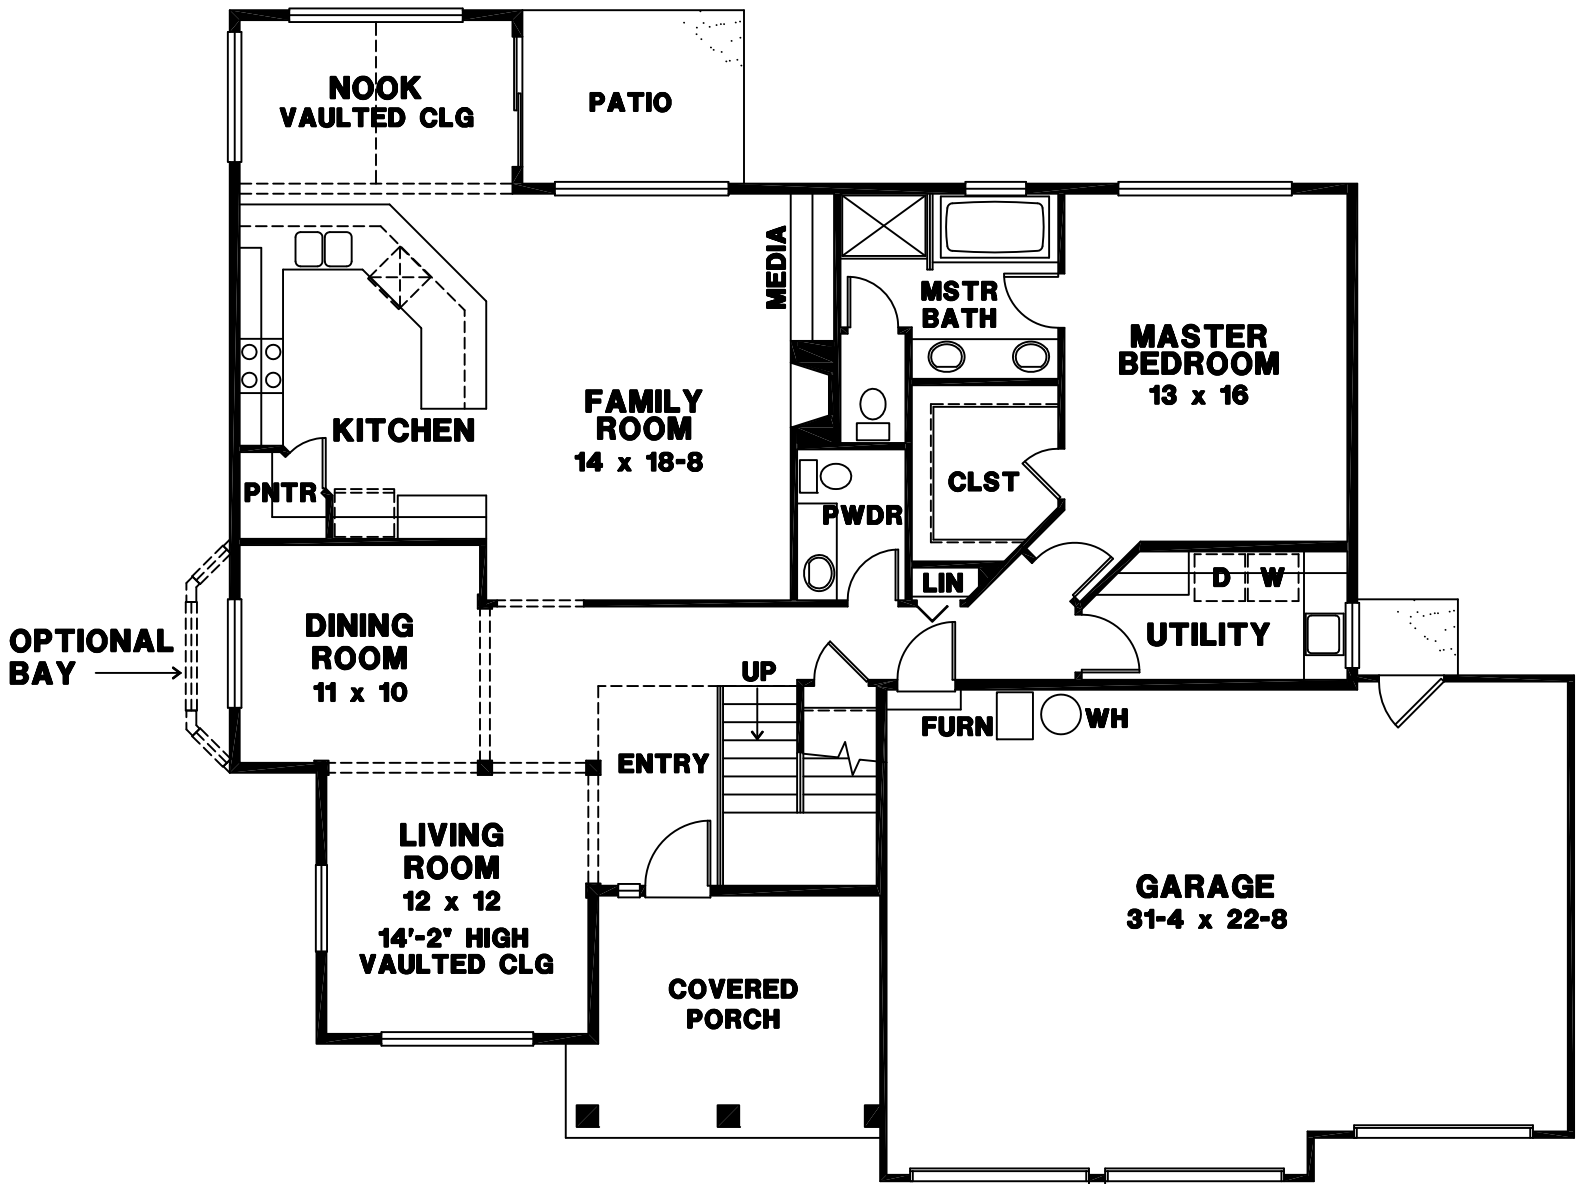 NOOK
VAULTED CLG
PATIO
MEDIA
MSTR
BATH
MASTER
BEDROOM
13 x 16
FAMILY
ROOM
14 x 18-8
KITCHEN
PNTR
CLST
PWDR
LIN
D
W
UTILITY
OPTIONAL
BAY
DINING
ROOM
11 x 10
UP
FURN
WH
ENTRY
LIVING
ROOM
12 x 12
14'-2" HIGH
VAULTED CLG
GARAGE
31-4 x 22-8
COVERED
PORCH